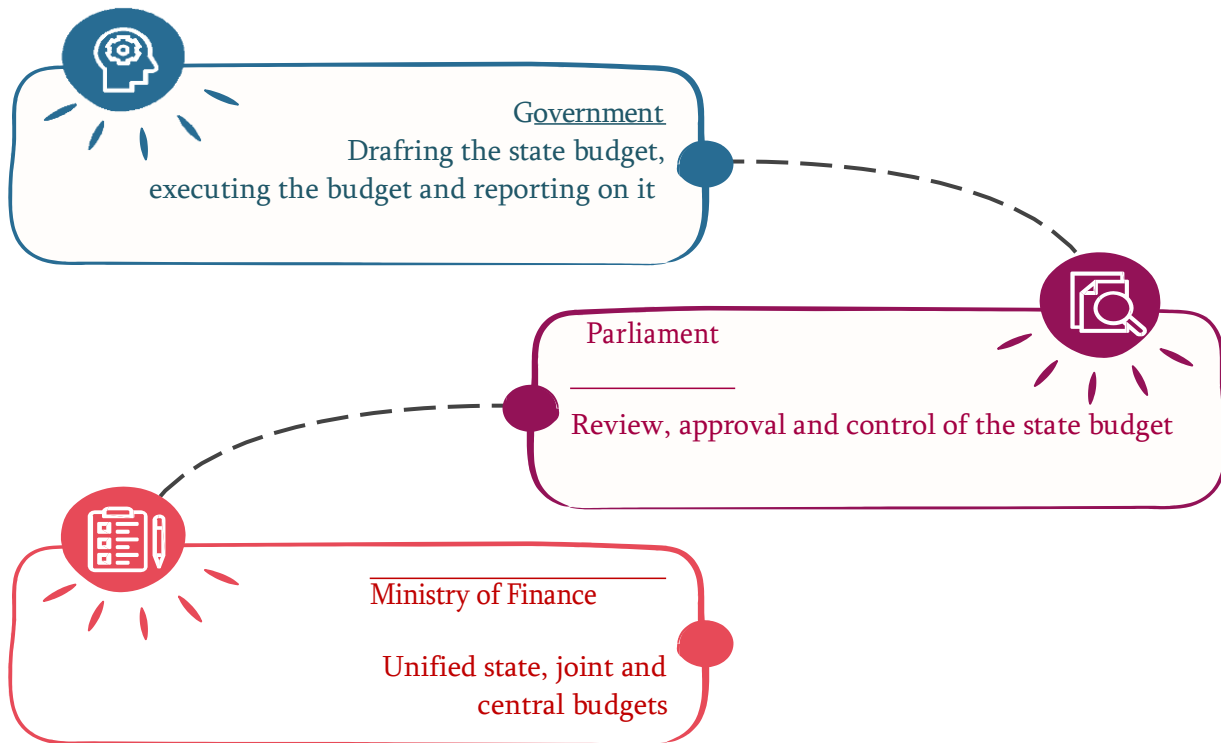 Government
Drafring the state budget,
executing the budget and reporting on it
Parliament
Review, approval and control of the state budget
Ministry of Finance
Unified state, joint and
central budgets